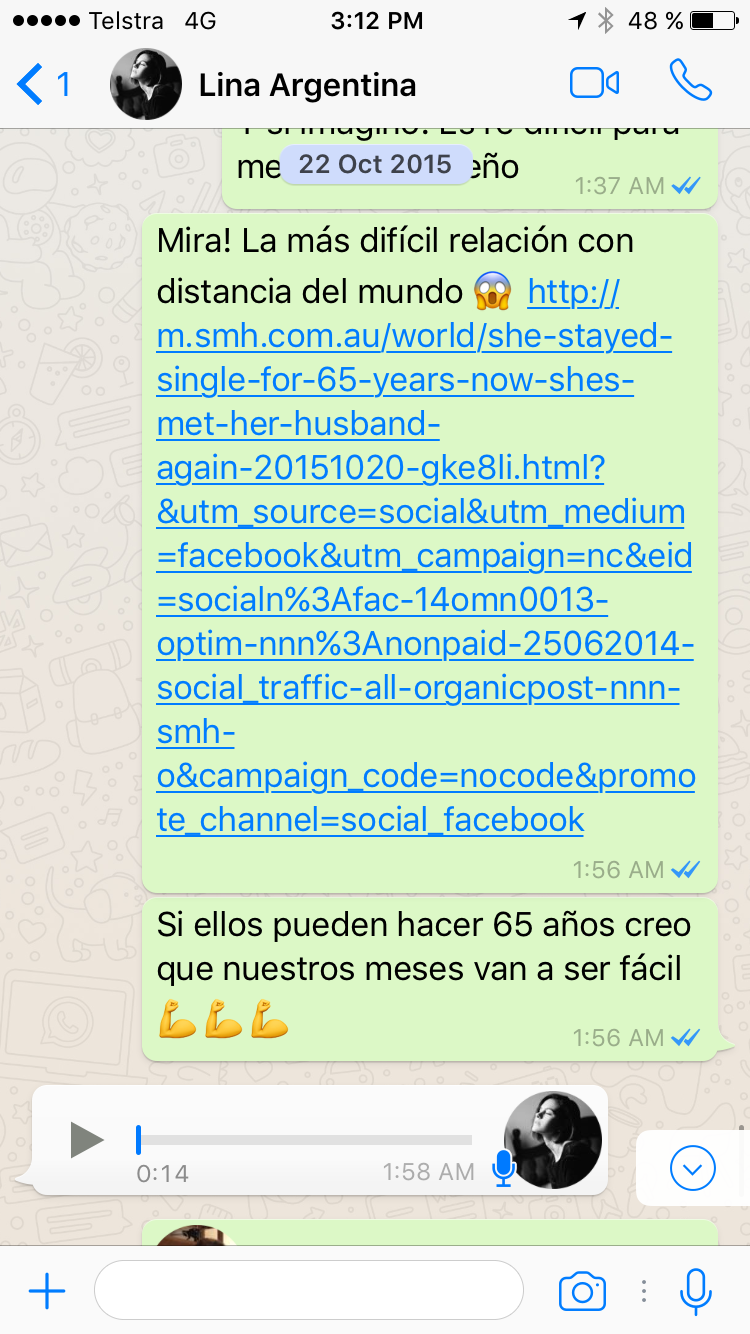 Telstra 4G 3:12 PM 48 %
1 Lina Argentina
para
me eño
22 Oct 2015
1:37 AM
Mira! La más difícil relación con
distancia del mundo 😱 http://
m.smh.com.au/world/she-stayed-
single-for-65-years-now-shes-
met-her-husband-
again-20151020-gke8li.html?
&utm_source=social&utm_medium
=facebook&utm_campaign=nc&eid
=socialn%3Afac-14omn0013-
optim-nnn%3Anonpaid-25062014-
social_traffic-all-organicpost-nnn-
smh-
o&campaign_code=nocode&promo
te_channel=social_facebook
1:56 AM
Si ellos pueden hacer 65 años creo
que nuestros meses van a ser fácil
💪💪💪
1:56 AM
0:14 1:58 AM